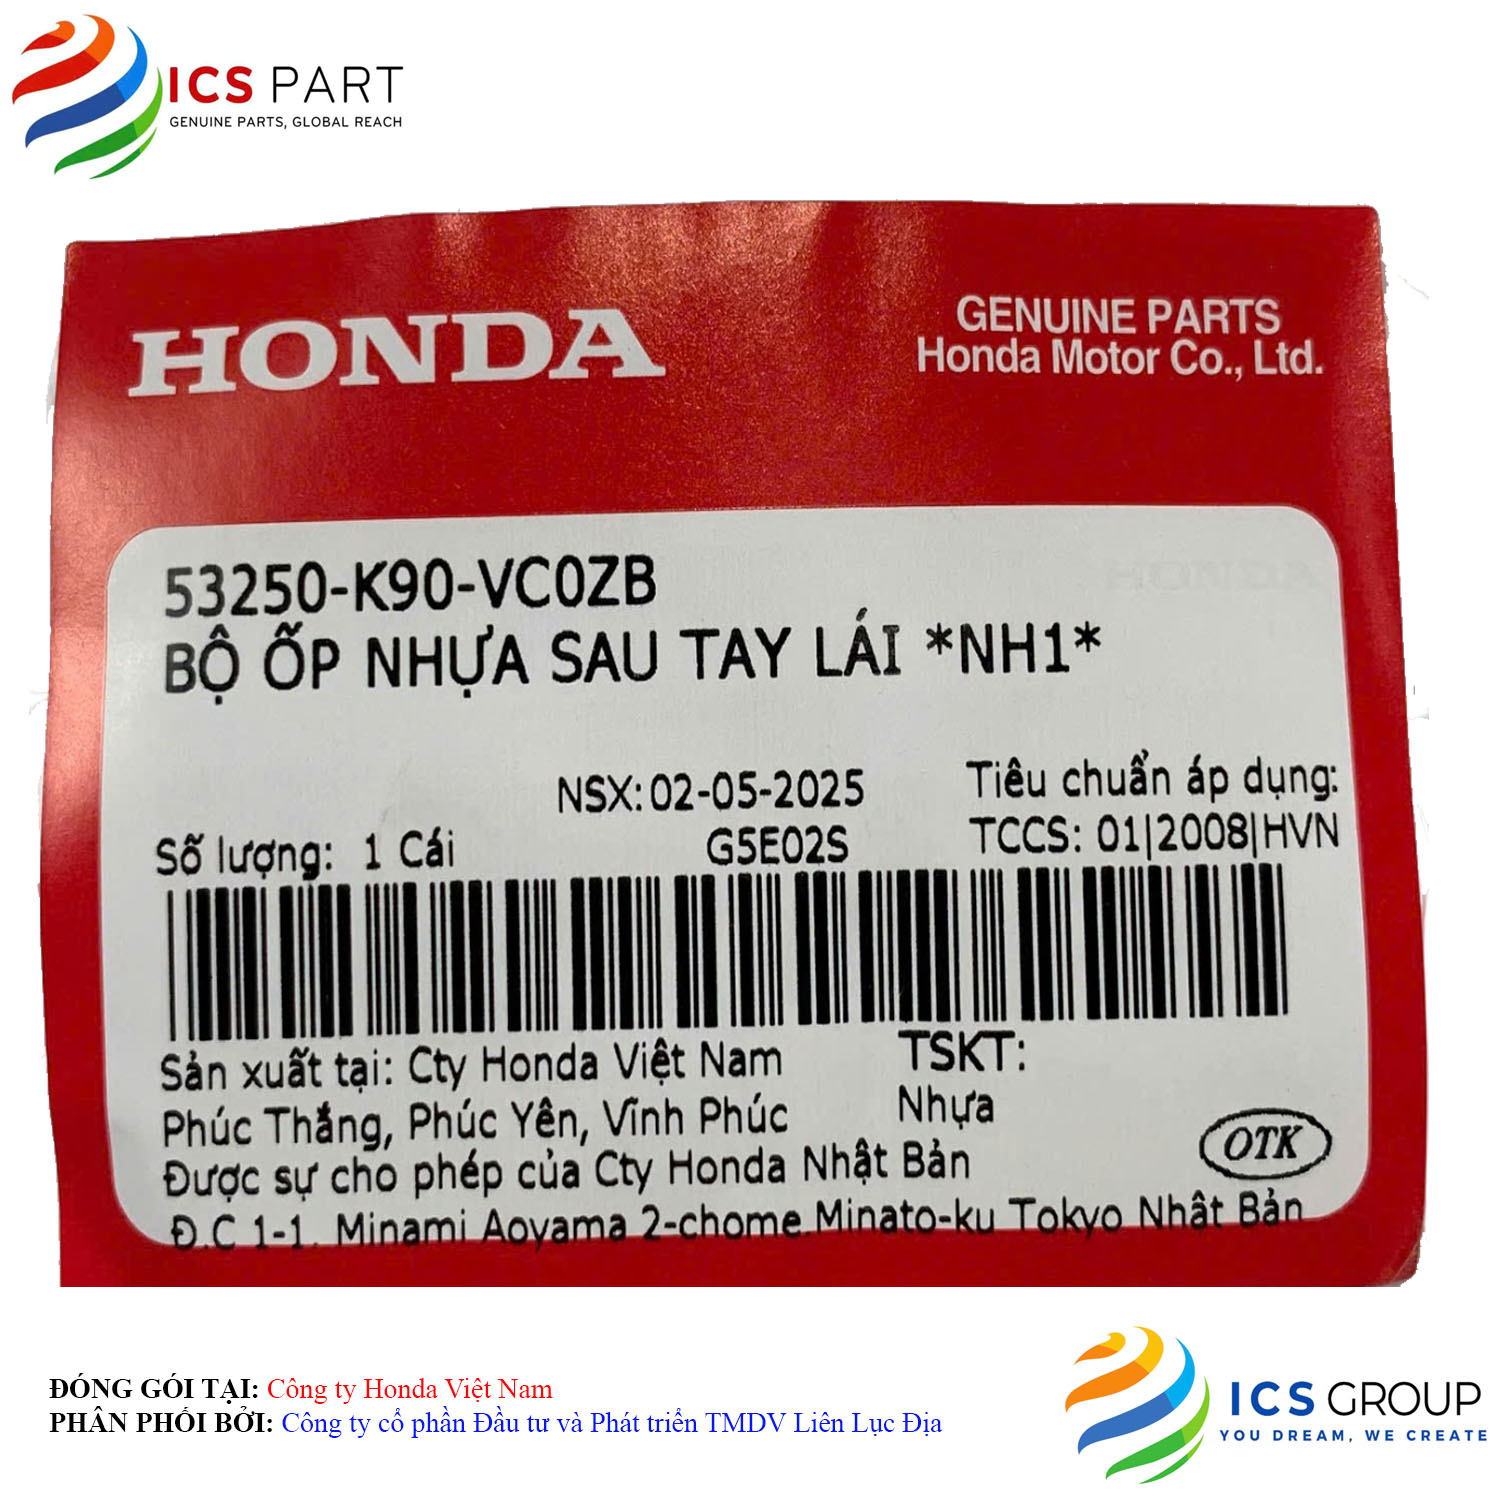 ICS PART
GENUINE PARTS, GLOBAL REACH
HONDA
GENUINE PARTS
Honda Motor Co., Ltd.
53250-K90-VC0ZB
BỘ ỐP NHỰA SAU TAY LÁI *NH1*
NSX: 02-05-2025
Tiêu chuẩn áp dụng:
Số lượng: 1 Cái
G5E02S
TCCS: 01|2008|HVN
Sản xuất tại: Cty Honda Việt Nam
TSKT:
Phúc Thắng, Phúc Yên, Vĩnh Phúc
Nhựa
Được sự cho phép của Cty Honda Nhật Bản
OTK
Đ.C 1-1. Minami Aoyama 2-chome.Minato-ku Tokyo Nhật Bản
ĐÓNG GÓI TẠI: Công ty Honda Việt Nam
PHÂN PHỐI BỞI: Công ty cổ phần Đầu tư và Phát triển TMDV Liên Lục Địa
ICS GROUP
YOU DREAM, WE CREATE